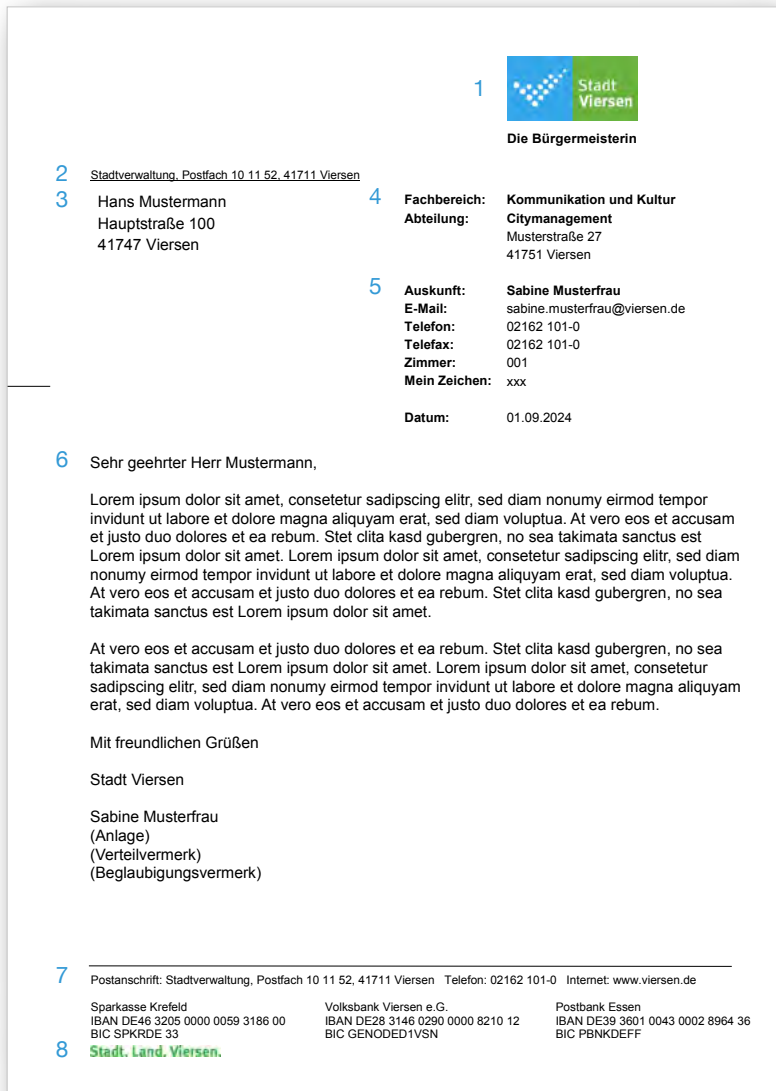 1
Stadt
Viersen
Die Bürgermeisterin
2 Stadtverwaltung, Postfach 10 11 52, 41711 Viersen
3 Hans Mustermann
Hauptstraße 100
41747 Viersen
4 Fachbereich: Kommunikation und Kultur
Abteilung: Citymanagement
Musterstraße 27
41751 Viersen
5 Auskunft: Sabine Musterfrau
E-Mail: sabine.musterfrau@viersen.de
Telefon: 02162 101-0
Telefax: 02162 101-0
Zimmer: 001
Mein Zeichen: xxx
Datum: 01.09.2024
6 Sehr geehrter Herr Mustermann,
Lorem ipsum dolor sit amet, consetetur sadipscing elitr, sed diam nonumy eirmod tempor
invidunt ut labore et dolore magna aliquyam erat, sed diam voluptua. At vero eos et accusam
et justo duo dolores et ea rebum. Stet clita kasd gubergren, no sea takimata sanctus est
Lorem ipsum dolor sit amet. Lorem ipsum dolor sit amet, consetetur sadipscing elitr, sed diam
nonumy eirmod tempor invidunt ut labore et dolore magna aliquyam erat, sed diam voluptua.
At vero eos et accusam et justo duo dolores et ea rebum. Stet clita kasd gubergren, no sea
takimata sanctus est Lorem ipsum dolor sit amet.
At vero eos et accusam et justo duo dolores et ea rebum. Stet clita kasd gubergren, no sea
takimata sanctus est Lorem ipsum dolor sit amet. Lorem ipsum dolor sit amet, consetetur
sadipscing elitr, sed diam nonumy eirmod tempor invidunt ut labore et dolore magna aliquyam
erat, sed diam voluptua. At vero eos et accusam et justo duo dolores et ea rebum.
Mit freundlichen Grüßen
Stadt Viersen
Sabine Musterfrau
(Anlage)
(Verteilvermerk)
(Beglaubigungsvermerk)
7 Postanschrift: Stadtverwaltung, Postfach 10 11 52, 41711 Viersen Telefon: 02162 101-0 Internet: www.viersen.de
Sparkasse Krefeld
IBAN DE46 3205 0000 0059 3186 00
BIC SPKRDE 33
Volksbank Viersen e.G.
IBAN DE28 3146 0290 0000 8210 12
BIC GENODED1VSN
Postbank Essen
IBAN DE39 3601 0043 0002 8964 36
BIC PBNKDEFF
8 Stadt. Land. Viersen.